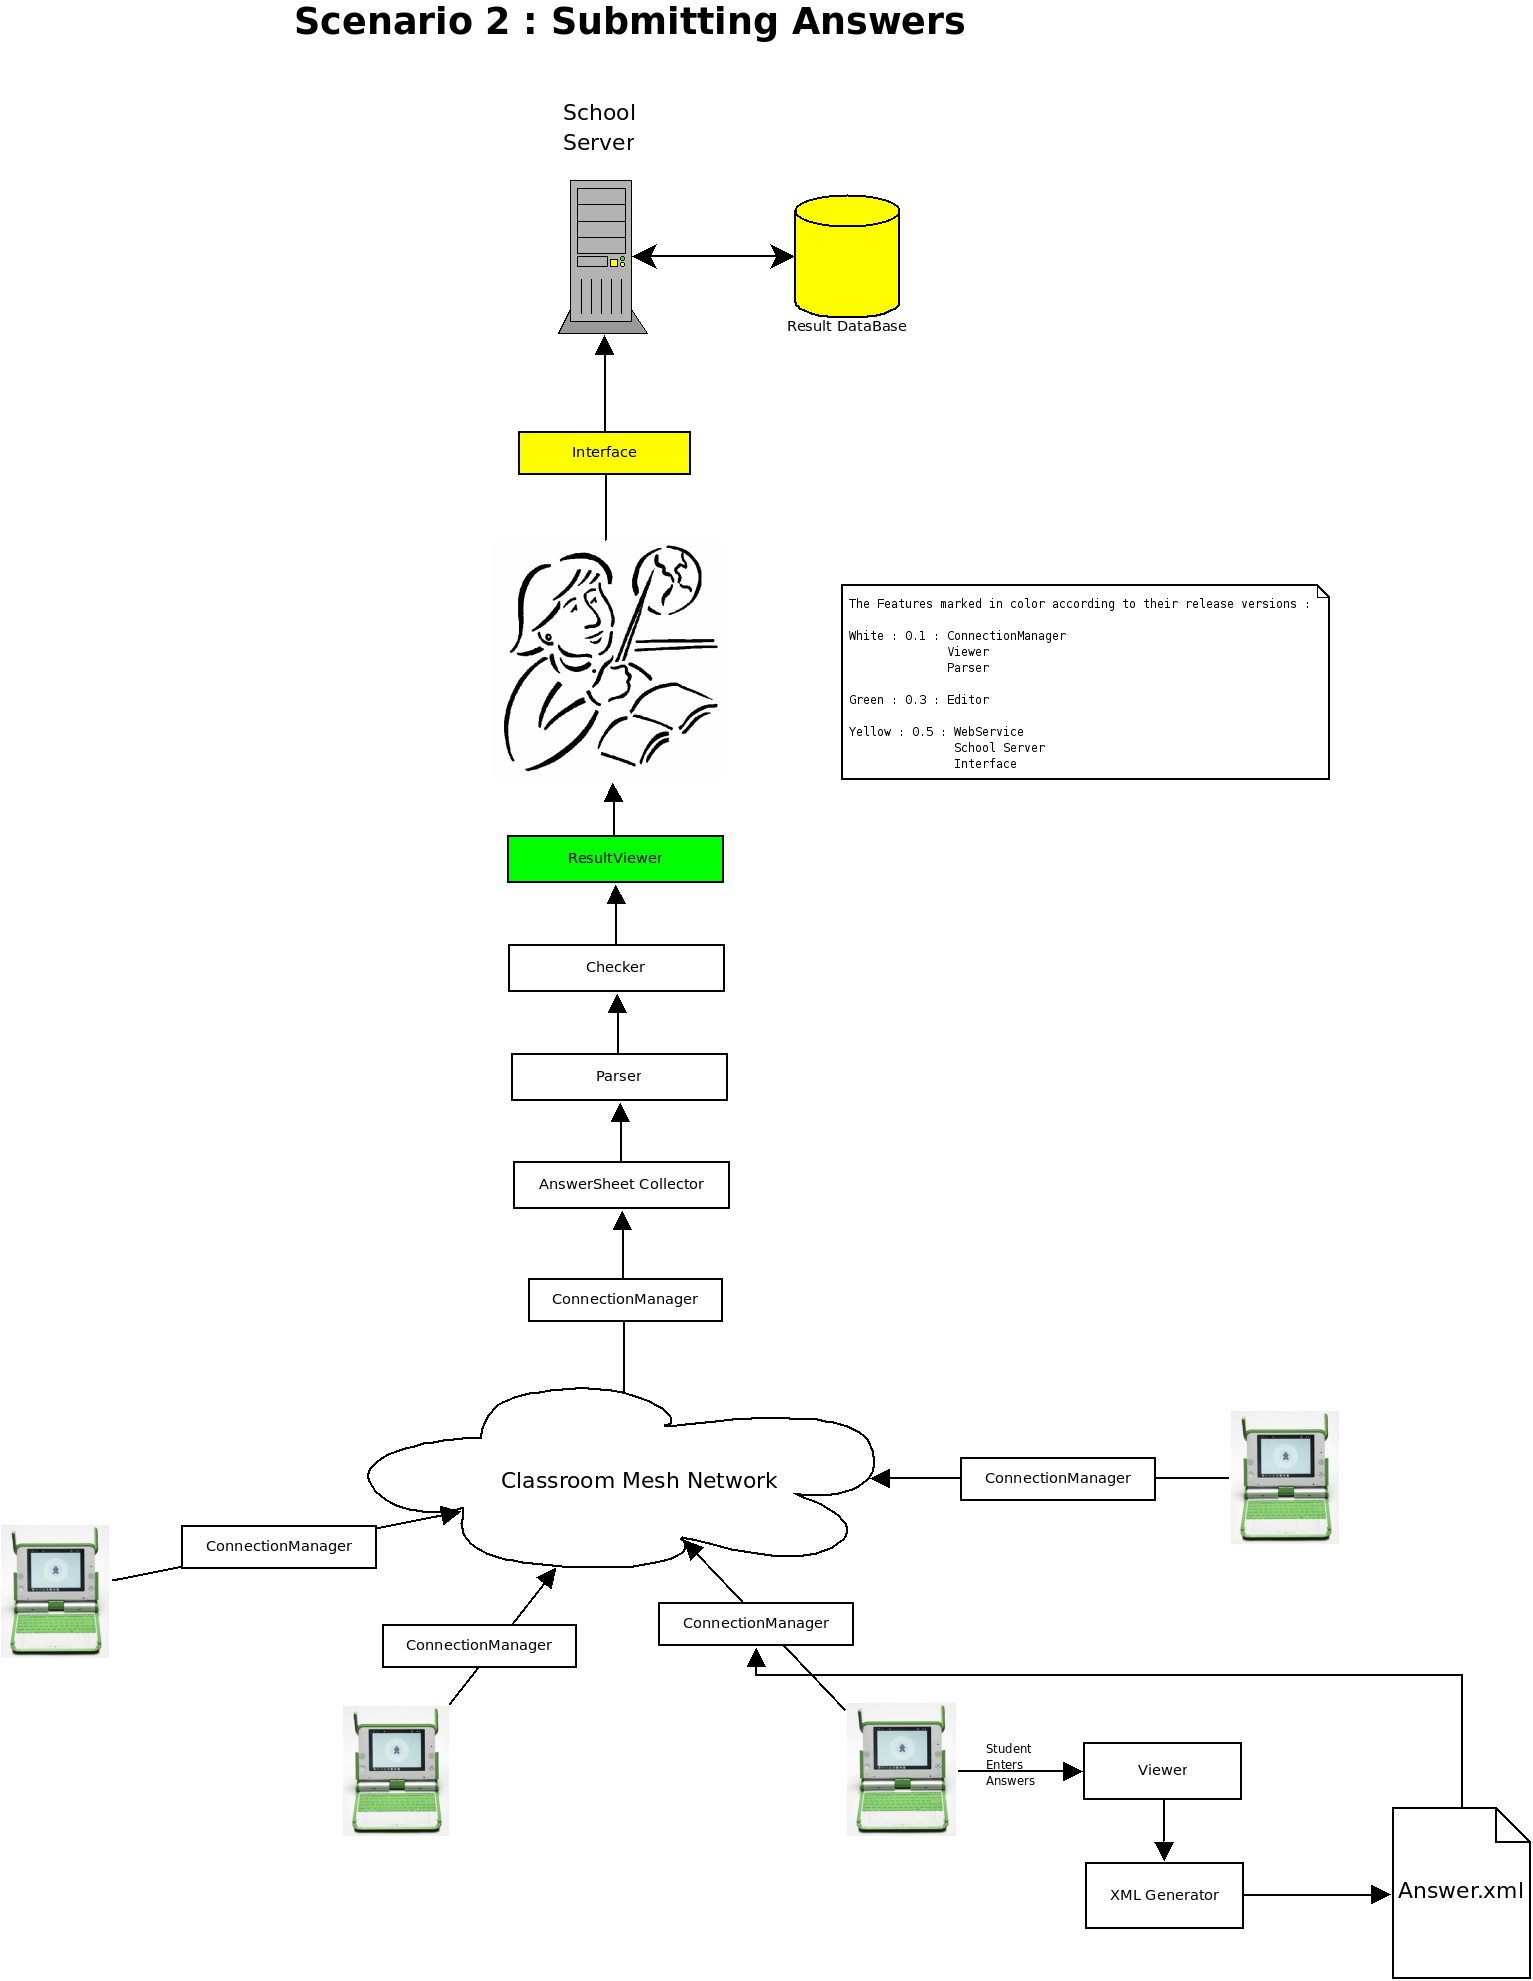 Scenario 2 : Submitting Answers
School
Server
Result DataBase
Interface
The Features marked in color according to their release versions :
White : 0.1 : ConnectionManager
Viewer
Parser
Green : 0.3 : Editor
Yellow : 0.5 : WebService
School Server
Interface
ResultViewer
Checker
Parser
AnswerSheet Collector
ConnectionManager
Classroom Mesh Network
ConnectionManager
ConnectionManager
ConnectionManager
ConnectionManager
Student
Enters
Answers
Viewer
XML Generator
Answer.xml